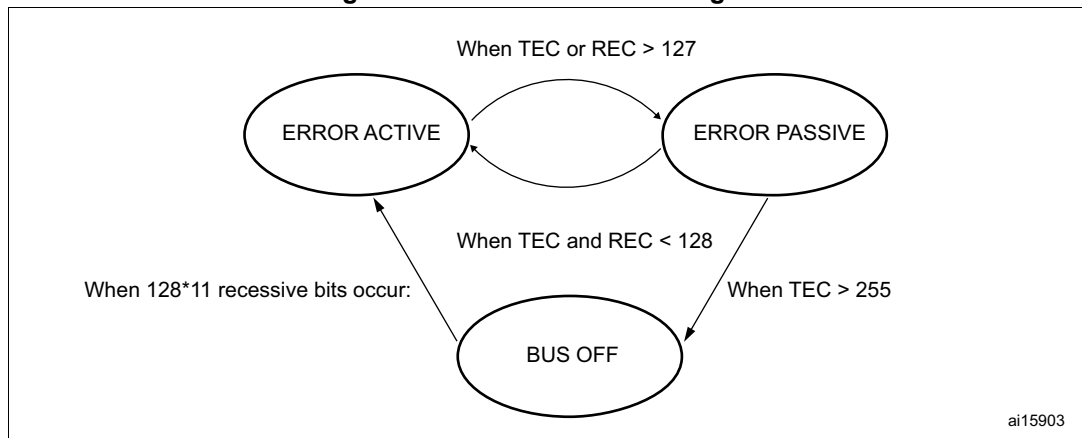 When TEC or REC > 127
ERROR ACTIVE
ERROR PASSIVE
When TEC and REC < 128
When 128*11 recessive bits occur:
When TEC > 255
BUS OFF
ai15903